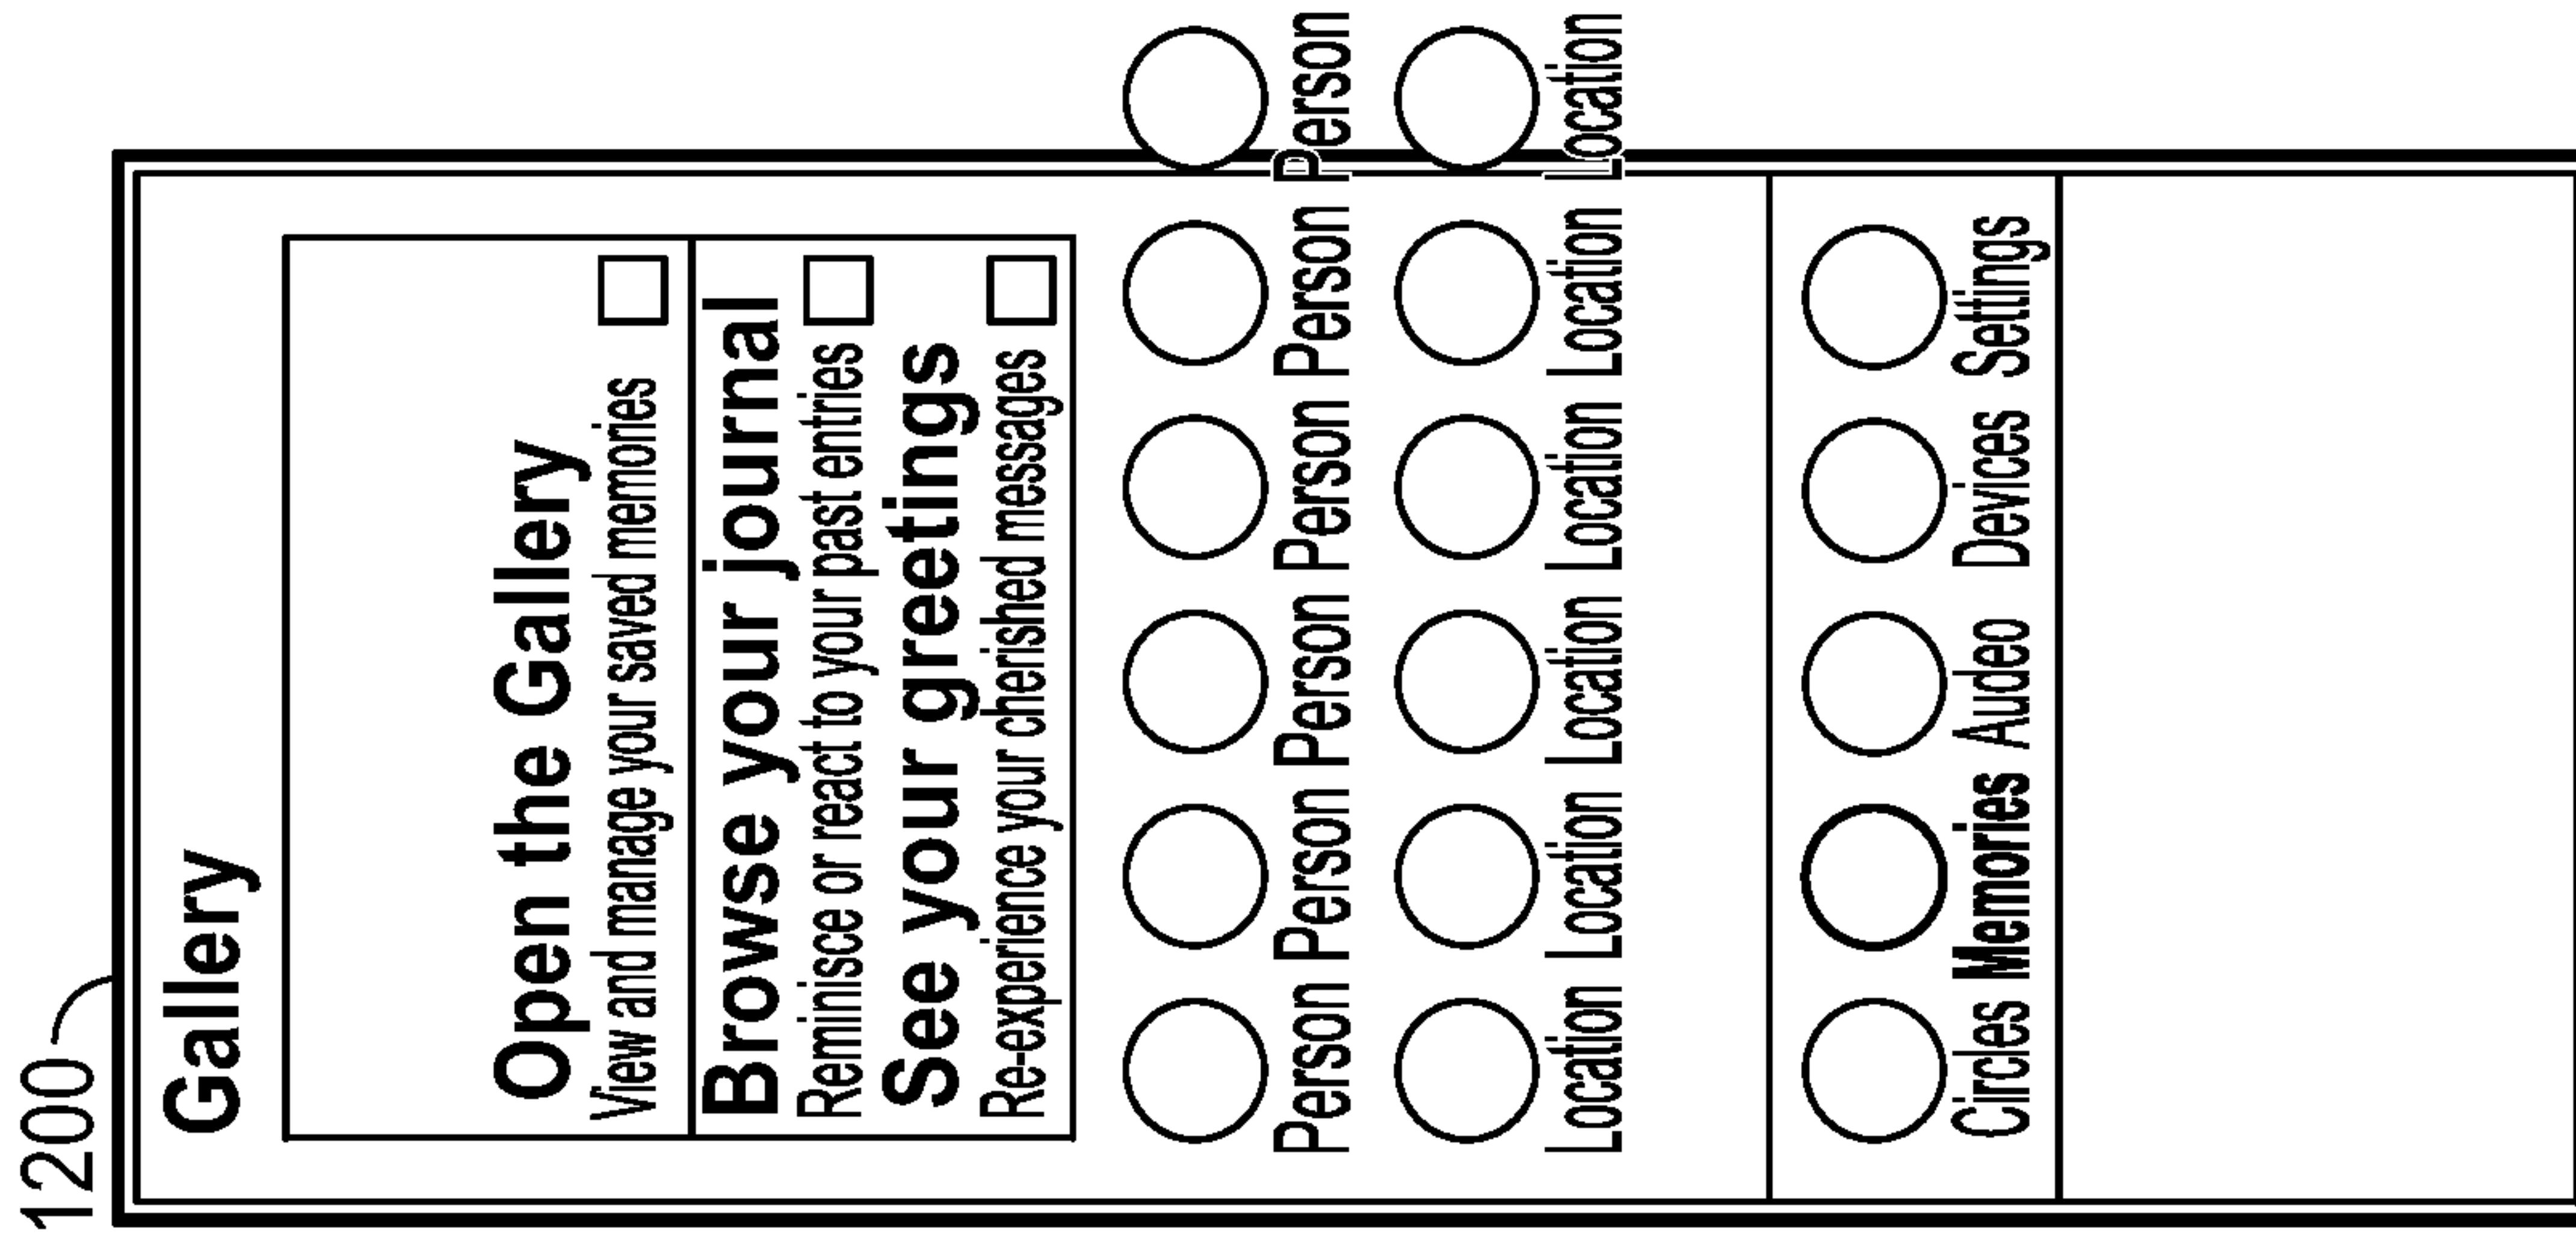 1200
Gallery
Open the Gallery
View and manage your saved memories
Browse your journal
Reminisce or react to your past entries
See your greetings
Re-experience your cherished messages
Person Person Person Person Person Person
Location Location Location Location Location Location
Circles Memories Audeo Devices Settings